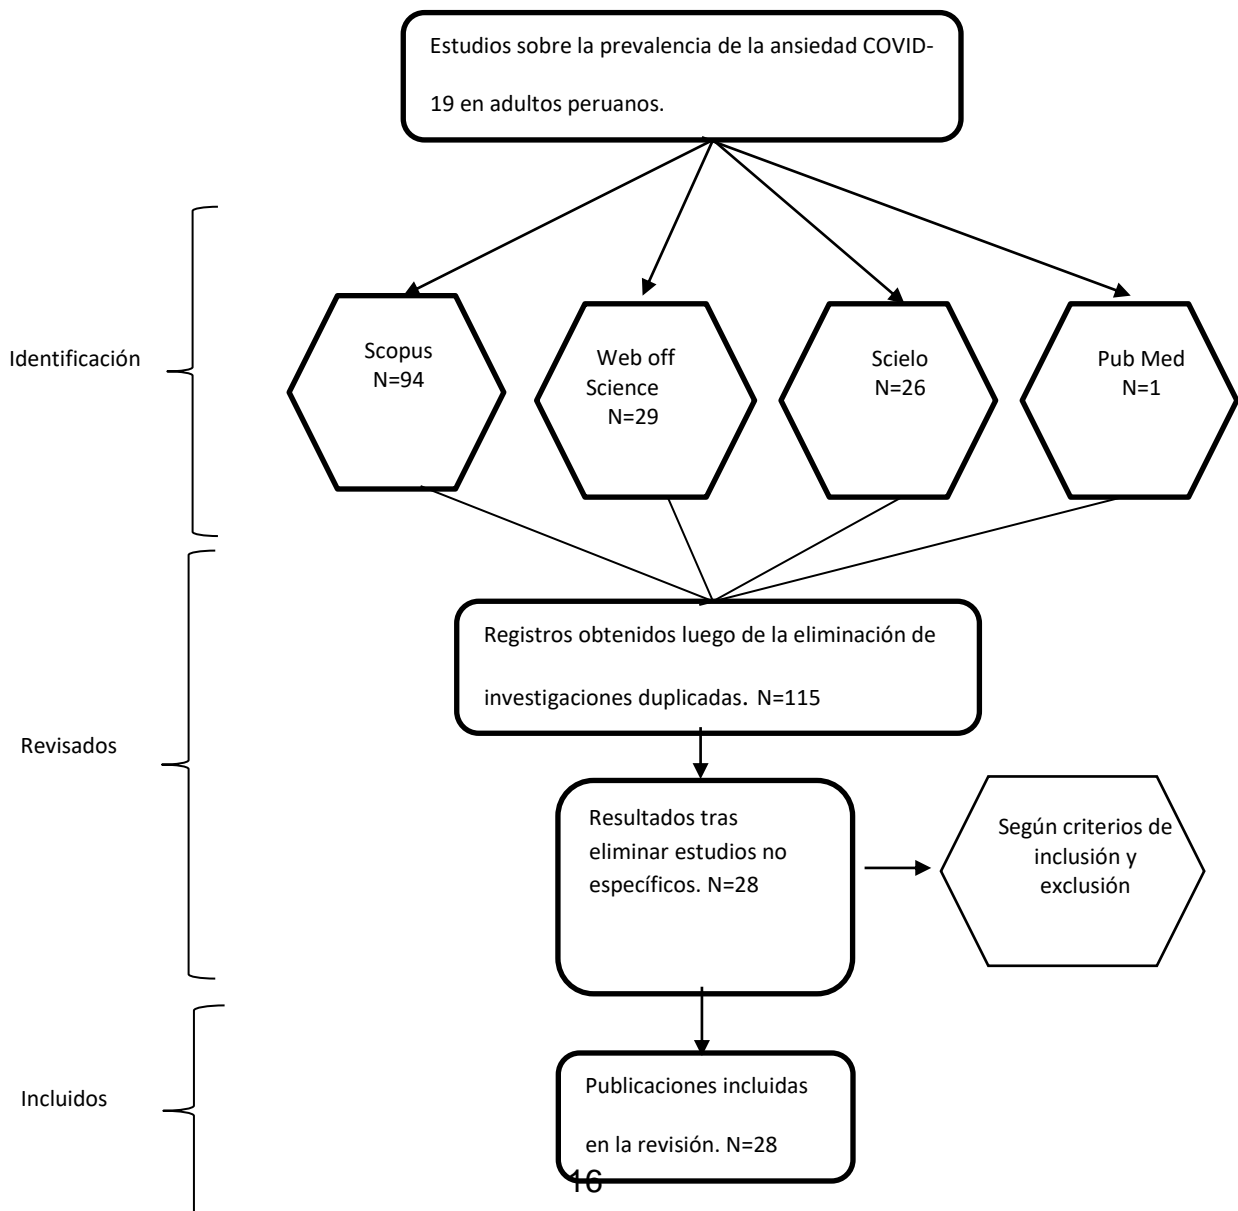 Estudios sobre la prevalencia de la ansiedad COVID-
19 en adultos peruanos.
Identificación
Scopus
N=94
Web off
Science
N=29
Scielo
N=26
Pub Med
N=1
Registros obtenidos luego de la eliminación de
investigaciones duplicadas. N=115
Revisados
Resultados tras
eliminar estudios no
específicos. N=28
Según criterios de
inclusión y
exclusión
Incluidos
Publicaciones incluidas
en la revisión. N=28
16